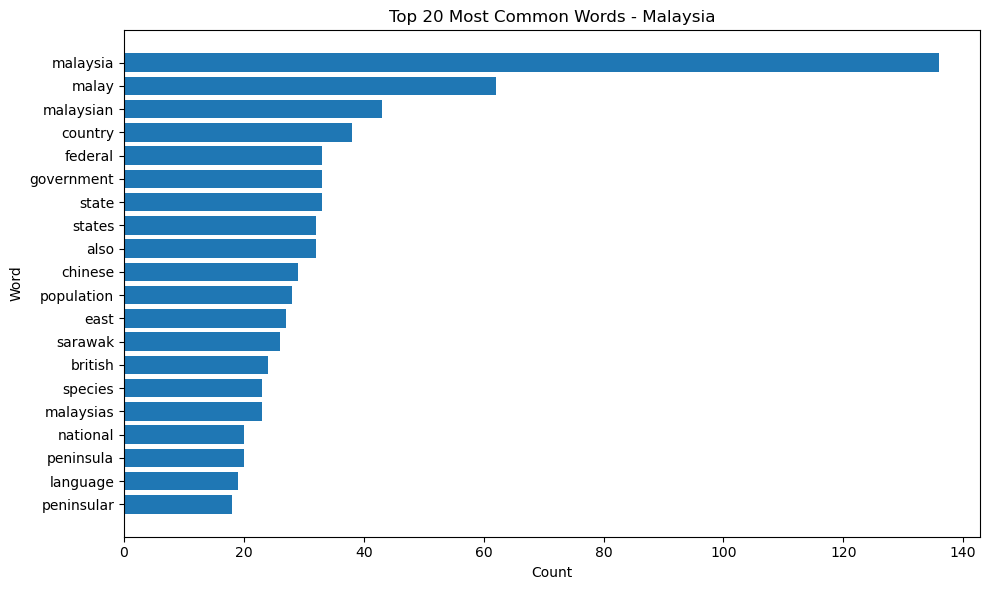 Top 20 Most Common Words - Malaysia
malaysia
malay
malaysian
country
federal
government
state
states
also
chinese
population
east
sarawak
british
species
malaysias
national
peninsula
language
peninsular
Word
0 20 40 60 80 100 120 140
Count